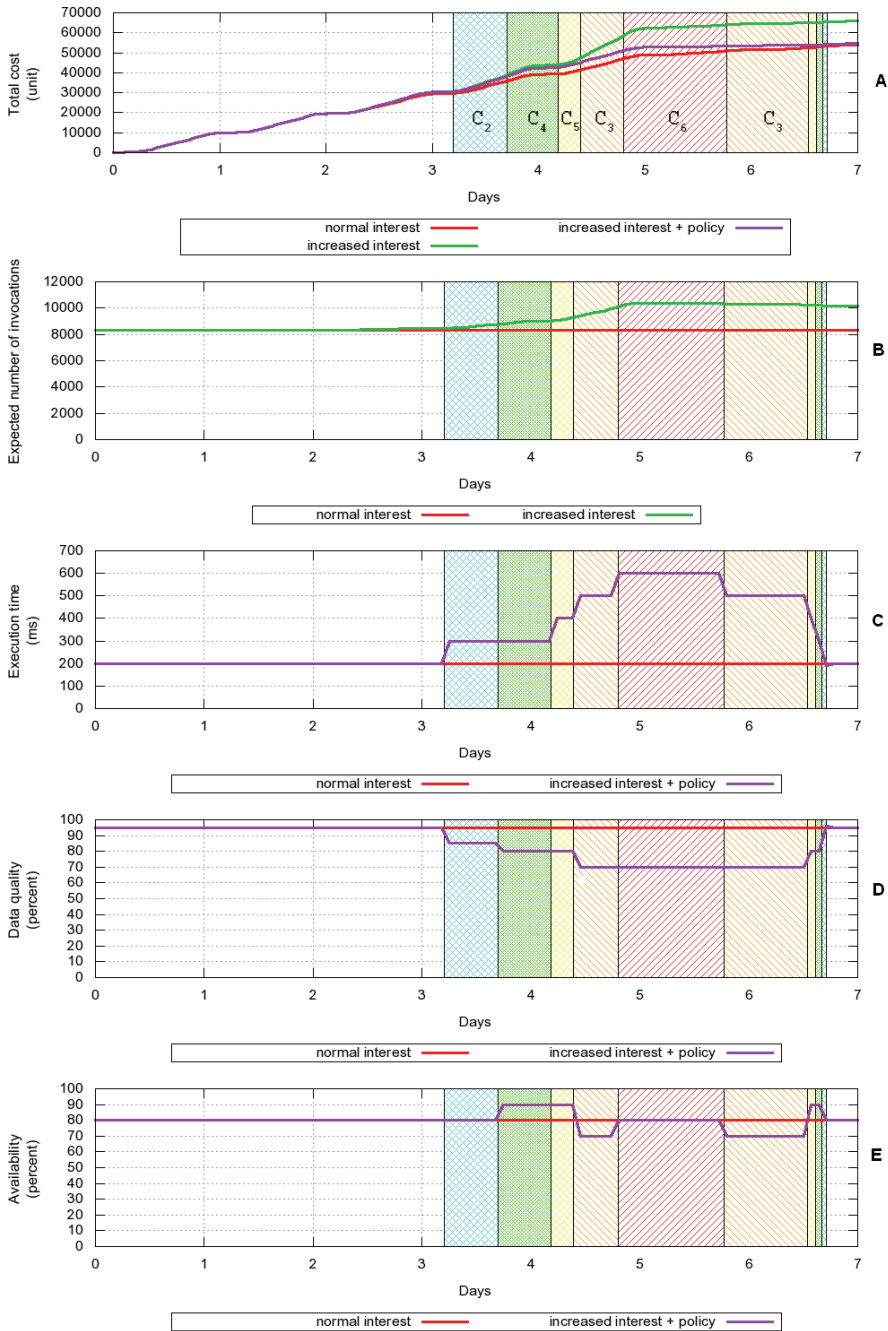 Total cost
(unit)
70000
60000
50000
40000
30000
20000
10000
0
C2 C4 C5 C3 C6 C3
A
0 1 2 3 4 5 6 7
Days
normal interest increased interest + policy
increased interest
Expected number of invocations
12000
10000
8000
6000
4000
2000
0
B
0 1 2 3 4 5 6 7
Days
normal interest increased interest
Execution time
(ms)
700
600
500
400
300
200
100
0
C
0 1 2 3 4 5 6 7
Days
normal interest increased interest + policy
Data quality
(percent)
100
90
80
70
60
50
40
30
20
10
0
D
0 1 2 3 4 5 6 7
Days
normal interest increased interest + policy
Availability
(percent)
100
90
80
70
60
50
40
30
20
10
0
E
0 1 2 3 4 5 6 7
Days
normal interest increased interest + policy